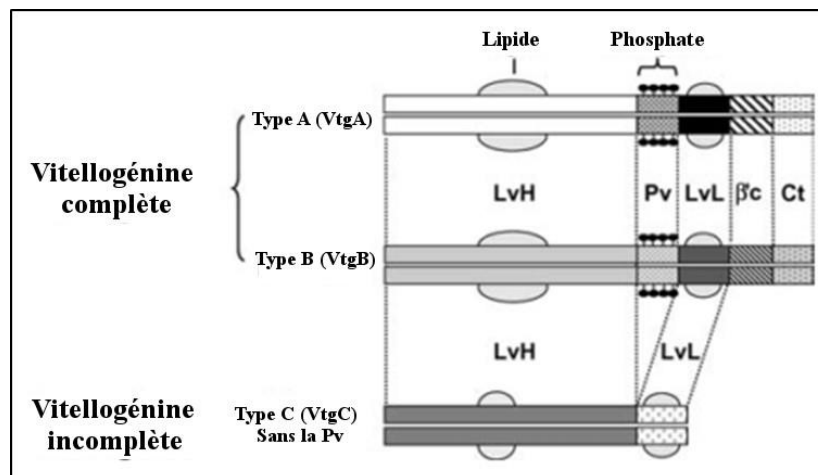 Lipide
Phosphate
Type A (VtgA)
Vitellogénine
complète
LvH
Pv
LvL
β'c
Ct
Type B (VtgB)
LvH
LvL
Vitellogénine
incomplète
Type C (VtgC)
Sans la Pv